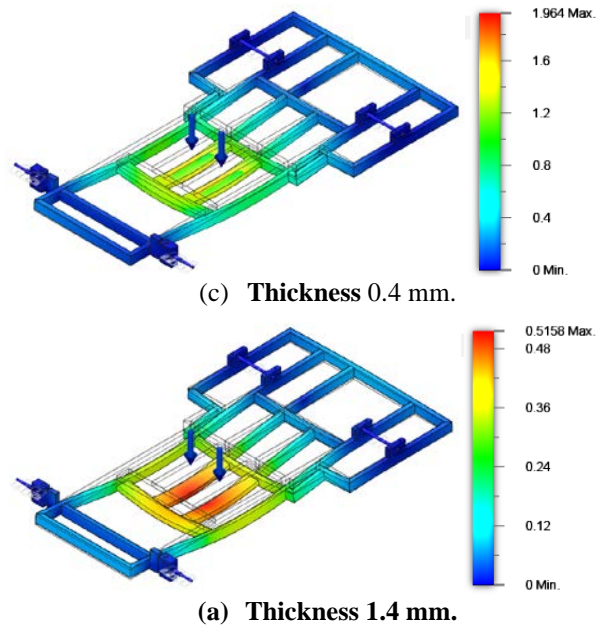 1.964 Max.
1.6
1.2
0.8
0.4
0 Min.
(c) Thickness 0.4 mm.
0.5158 Max.
0.48
0.36
0.24
0.12
0 Min.
(a) Thickness 1.4 mm.